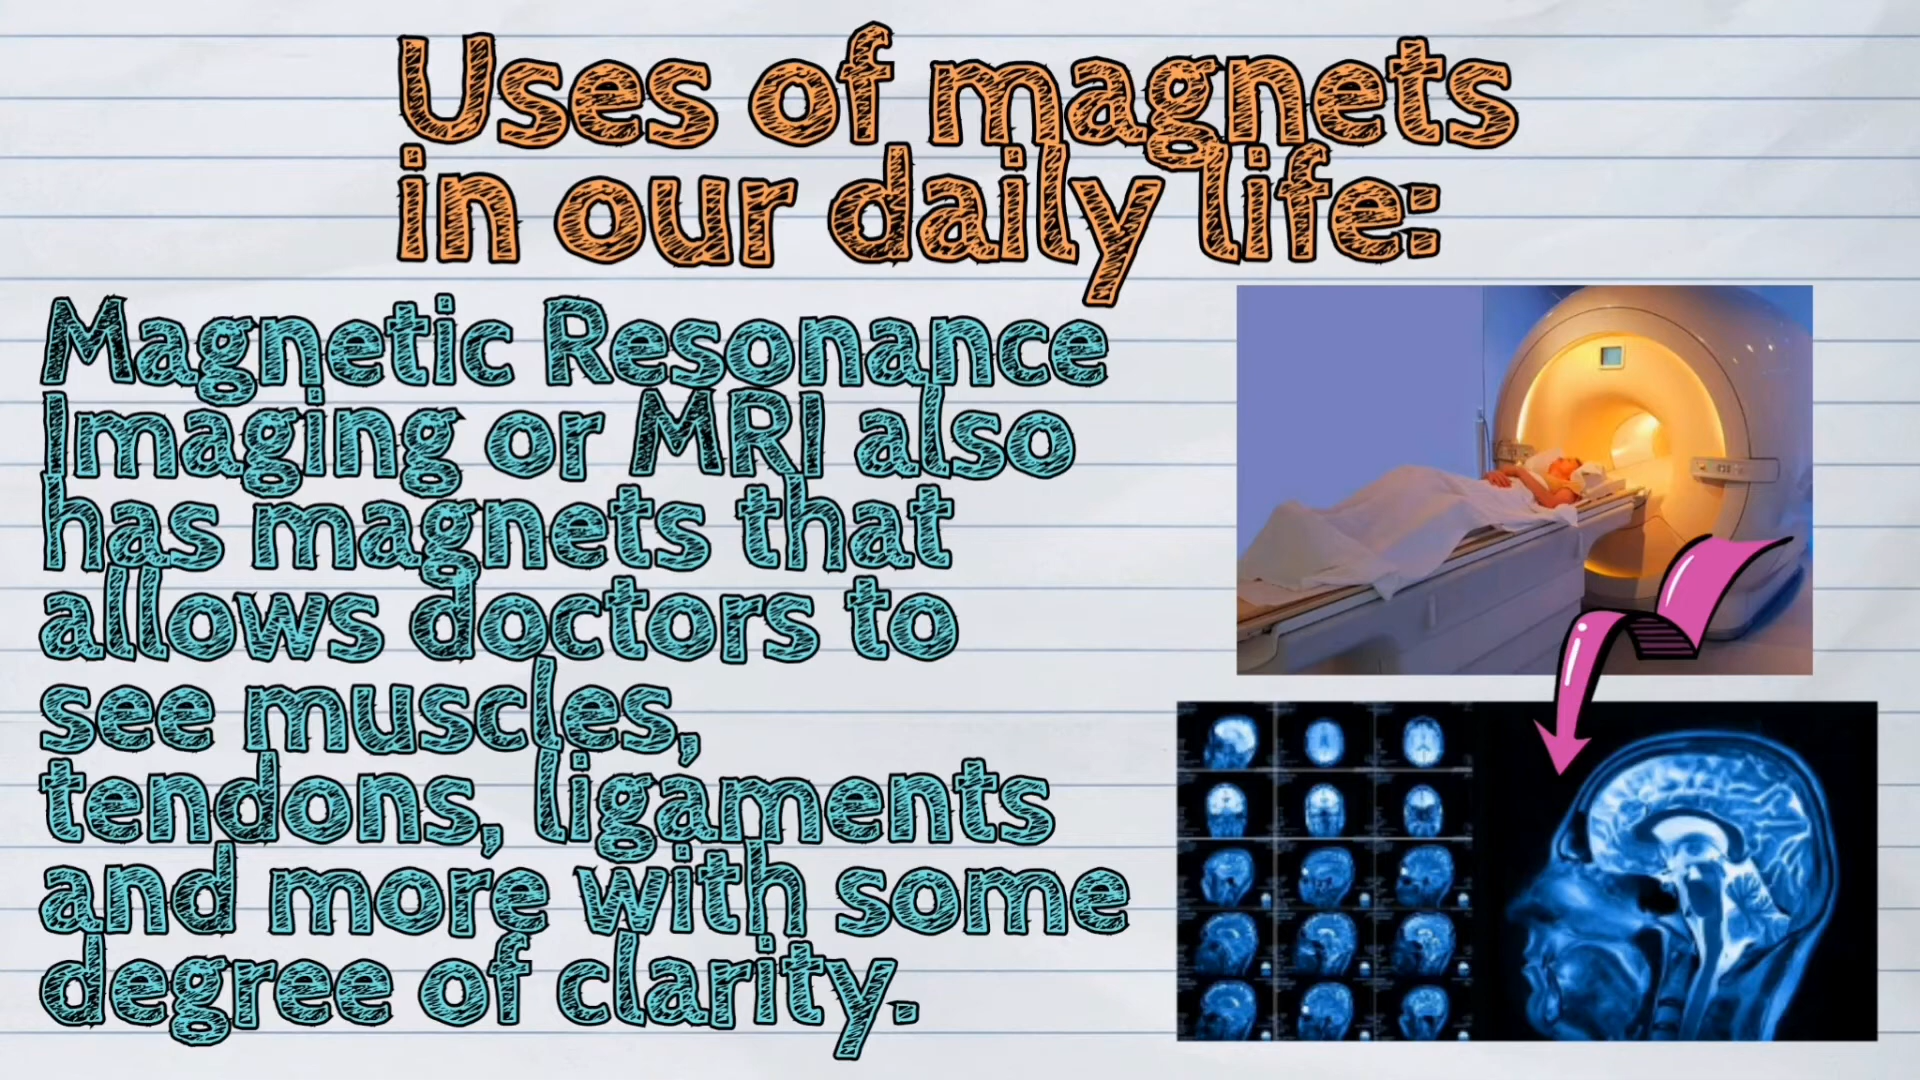 Uses of magnets
in our daily life:
Magnetic Resonance
Imaging or MRI also
has magnets that
allows doctors to
see muscles,
tendons, ligaments
and more with some
degree of clarity.